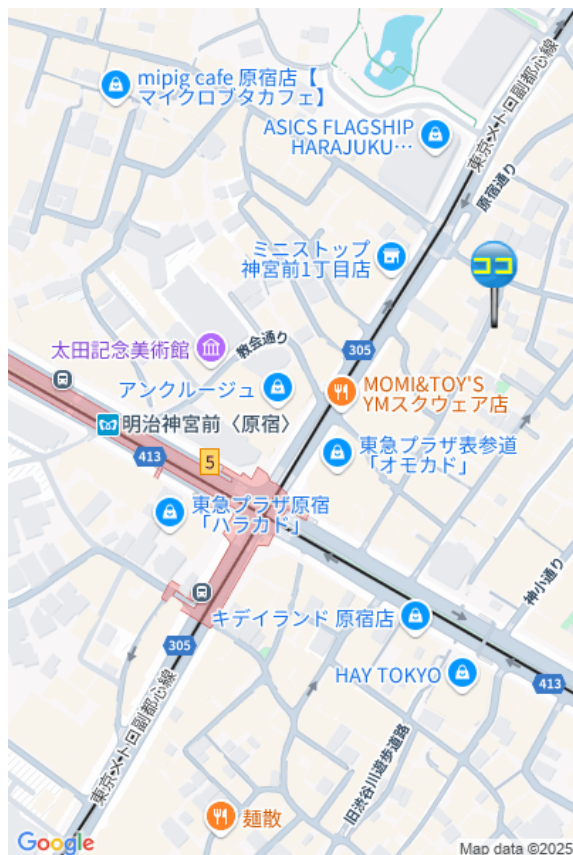 mipig cafe 原宿店【
マイクロブタカフェ】
ASICS FLAGSHIP
HARAJUKU…
東京メトロ副都心線
原宿通り
ミニストップ
神宮前1丁目店
ココ
太田記念美術館
教会通り
305
アンクルージュ
MOMI&TOY'S
YMスクウェア店
明治神宮前〈原宿〉
413
5
東急プラザ表参道
「オモカド」
東急プラザ原宿
「ハラカド」
神小通り
キデイランド 原宿店
305
HAY TOKYO
413
東京メトロ副都心線
旧渋谷川遊歩道路
麺散
Google
Map data ©2025